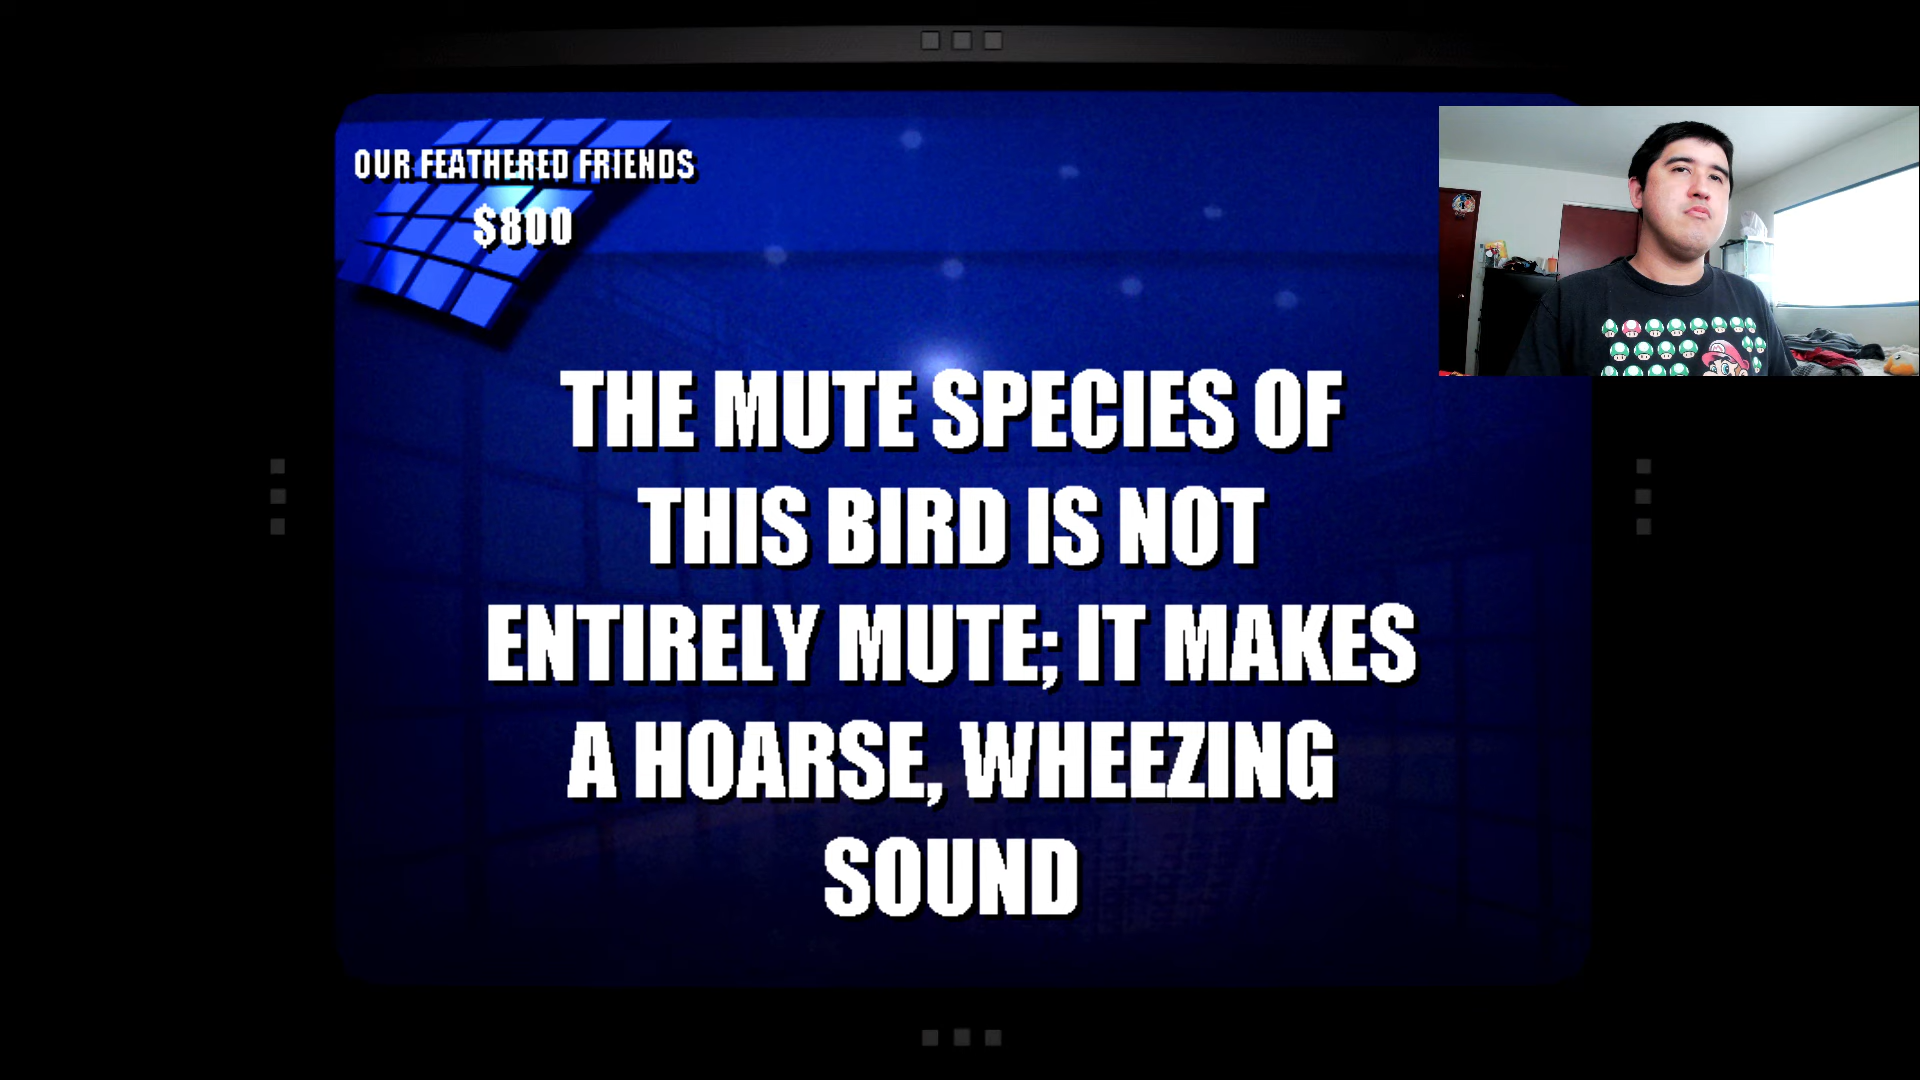 OUR FEATHERED FRIENDS
$800
THE MUTE SPECIES OF
THIS BIRD IS NOT
ENTIRELY MUTE; IT MAKES
A HOARSE, WHEEZING
SOUND